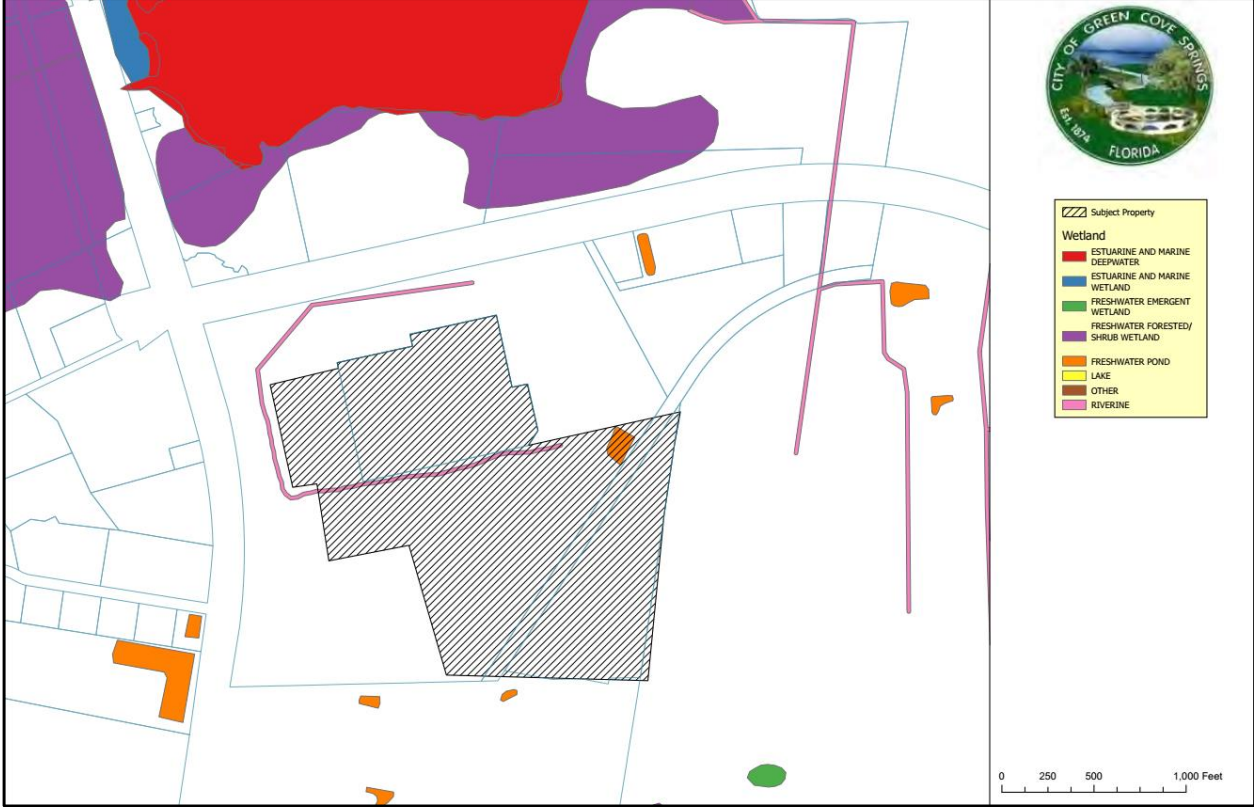 CITY OF GREEN COVE SPRINGS
Est. 1874
FLORIDA
Subject Property
Wetland
ESTUARINE AND MARINE
DEEPWATER
ESTUARINE AND MARINE
WETLAND
FRESHWATER EMERGENT
WETLAND
FRESHWATER FORESTED/
SHRUB WETLAND
FRESHWATER POND
LAKE
OTHER
RIVERINE
0 250 500 1,000 Feet